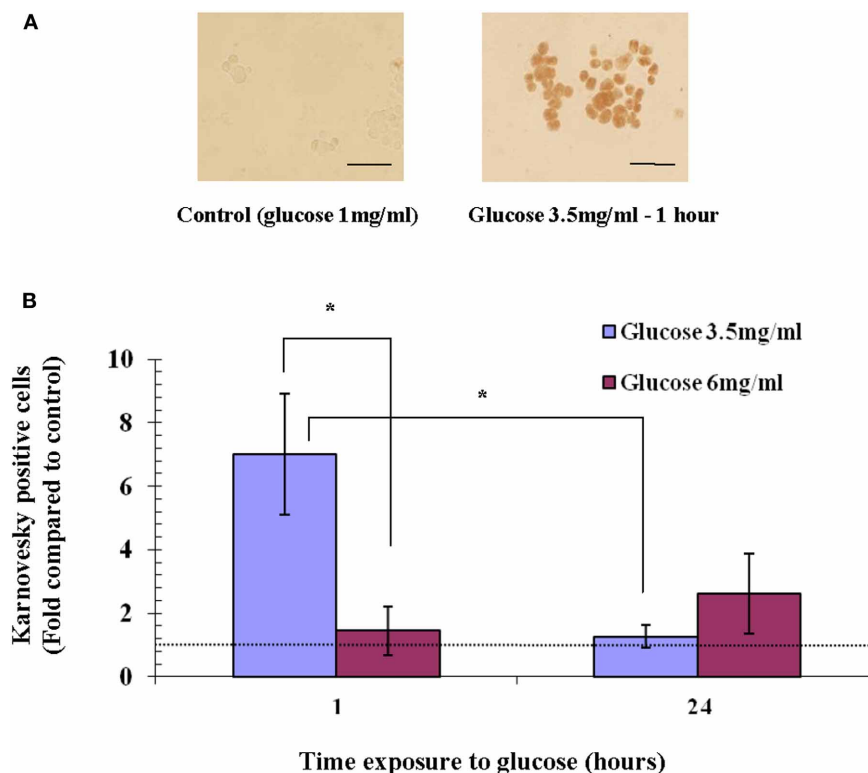 A
Control (glucose 1mg/ml)
Glucose 3.5mg/ml - 1 hour
B
*
*
Glucose 3.5mg/ml
Glucose 6mg/ml
Karnovesky positive cells
(Fold compared to control)
10
8
6
4
2
0
1
24
Time exposure to glucose (hours)